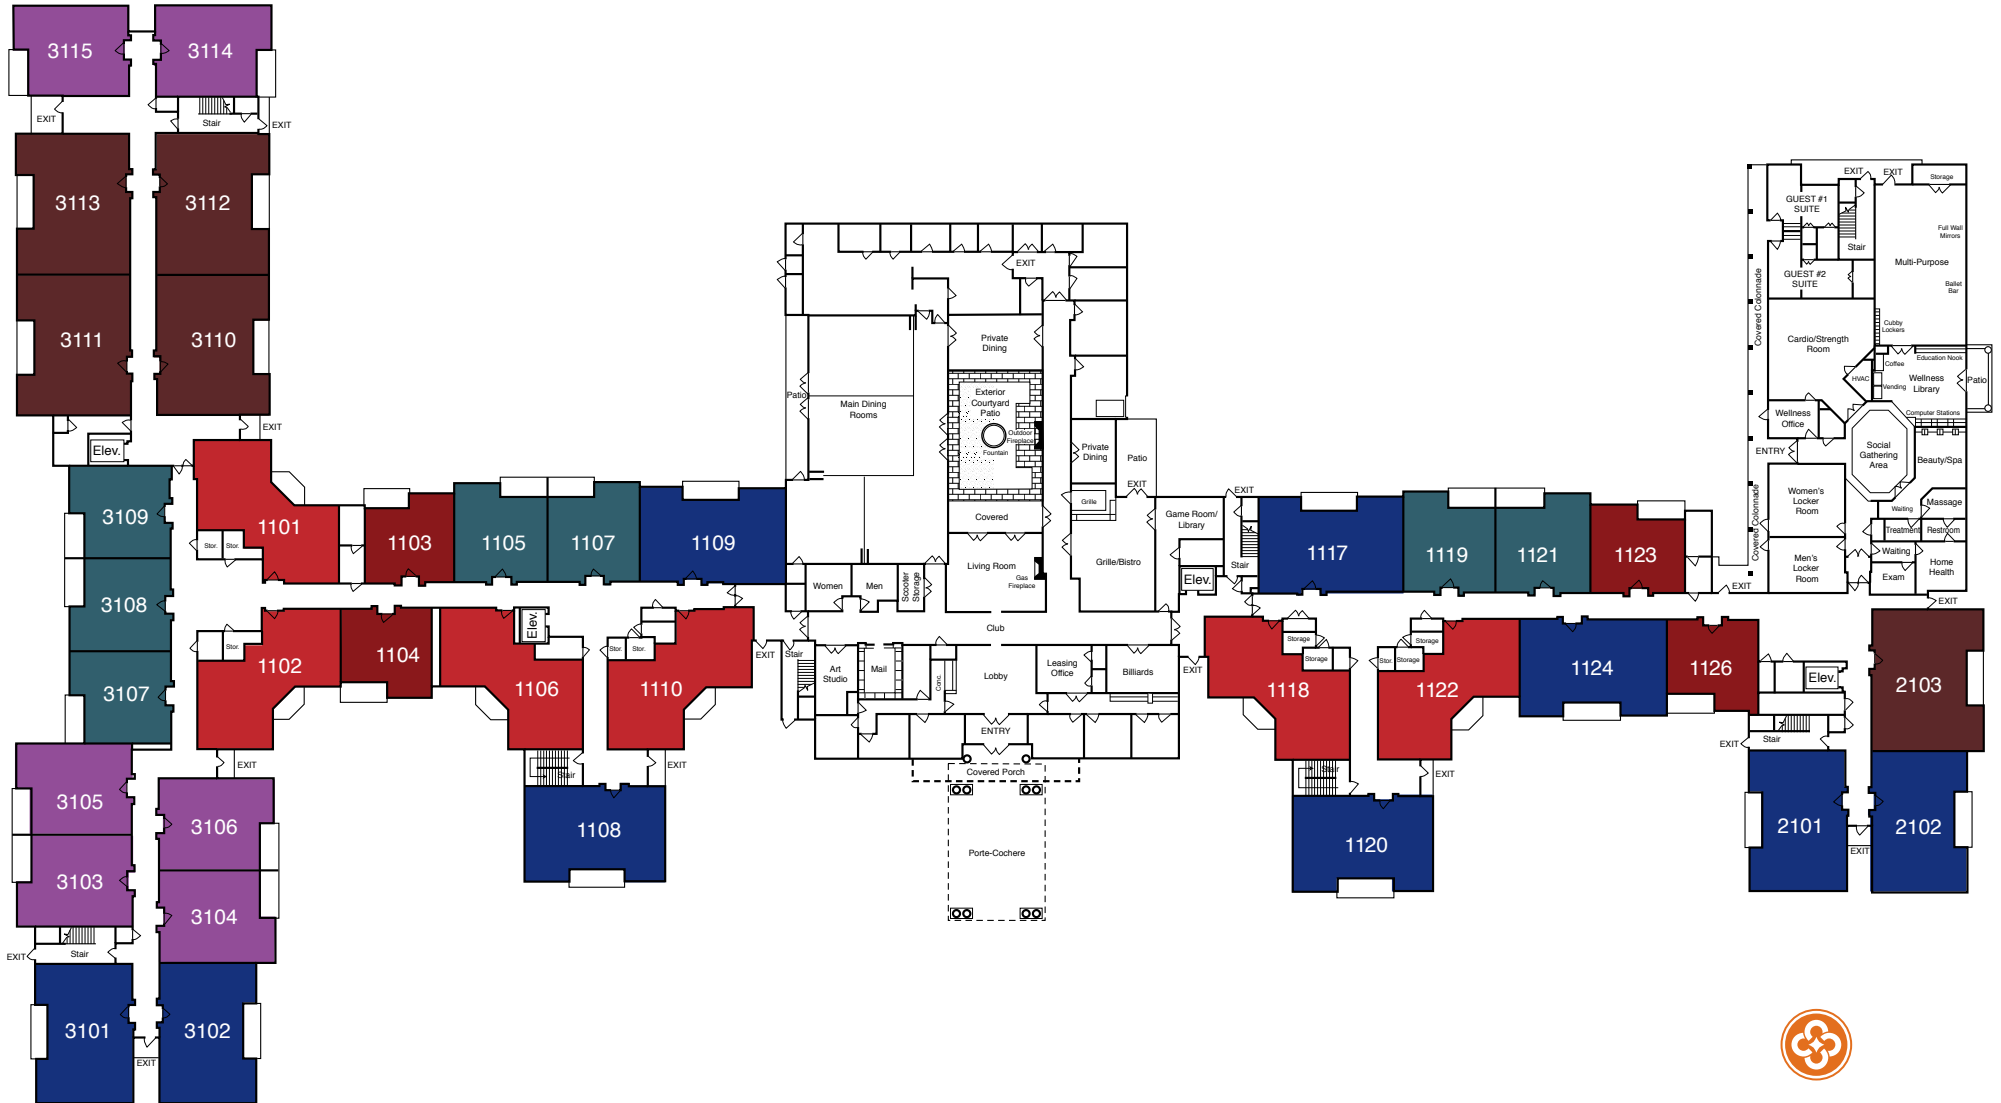 3115
3114
EXIT
Stair
EXIT
3113
3112
3111
3110
EXIT
Elev.
3109
3108
3107
1101
Stor.
Stor.
1103
1105
1107
1109
Stor.
1102
1104
1106
Elev.
Stor.
Stor.
1110
EXIT
3105
3106
3103
3104
EXIT
Stair
3101
3102
EXIT
Stair
EXIT
1108
EXIT
Private
Dining
Patio
Main Dining
Rooms
Exterior
Courtyard
Patio
Outdoor
Fireplace
Fountain
Private
Dining
Patio
EXIT
Grille
Covered
Living Room
Gas
Fireplace
Grille/Bistro
Game Room/
Library
EXIT
Stair
Elev.
Women
Men
Scooter
Storage
Club
EXIT
Stair
Art
Studio
Mail
Conc.
Lobby
Leasing
Office
Billiards
EXIT
ENTRY
Covered Porch
Porte-Cochere
1117
1119
1121
1123
EXIT
Storage
Storage
1118
Storage
Stor.
Storage
1122
1124
1126
Elev.
Stair
EXIT
Stair
EXIT
1120
2103
2101
2102
EXIT
EXIT
EXIT
EXIT
Storage
GUEST #1
SUITE
Stair
GUEST #2
SUITE
Full Wall
Mirrors
Multi-Purpose
Ballet
Bar
Covered Colonnade
Cubby
Lockers
Cardio/Strength
Room
Education Nook
Coffee
HVAC
Vending
Wellness
Library
Patio
Computer Stations
Wellness
Office
ENTRY
Social
Gathering
Area
Beauty/Spa
Covered Colonnade
Women's
Locker
Room
Massage
Waiting
Treatment
Restroom
Men's
Locker
Room
Waiting
Exam
Home
Health